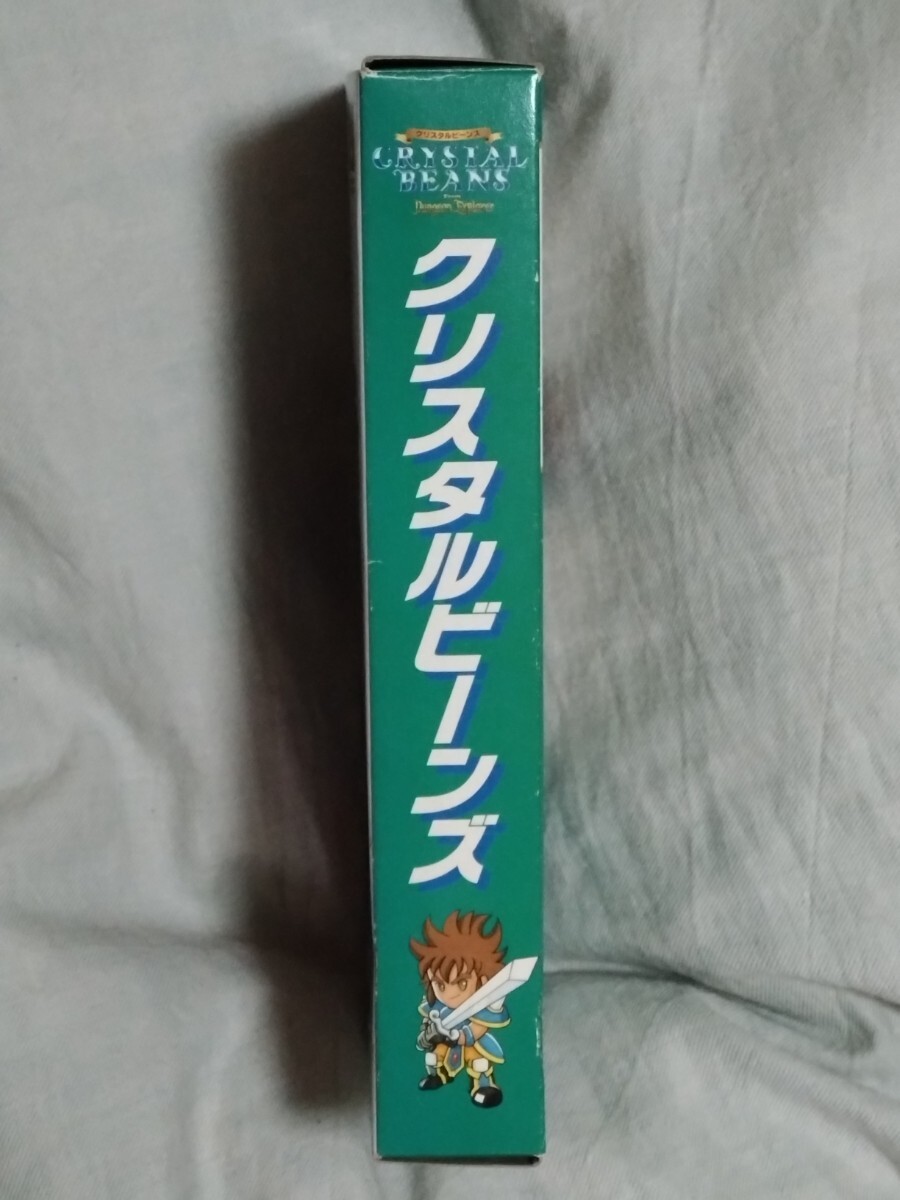 クリスタルビーンズ
CRYSTAL
BEANS
From
Dungeon Explorer
クリスタルビーンズ